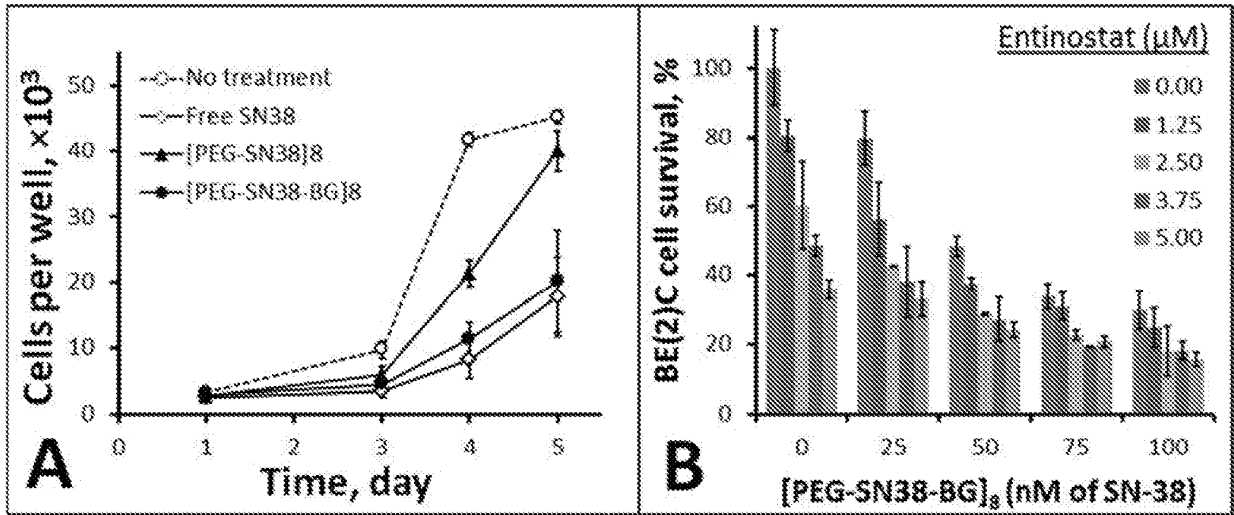 Cells per well, ×10³
50
40
30
20
10
0
No treatment
Free SN38
[PEG-SN38]8
[PEG-SN38-BG]8
0
1
2
3
4
5
Time, day
A
BE(2)C cell survival, %
100
80
60
40
20
0
Entinostat (µM)
0.00
1.25
2.50
3.75
5.00
0
25
50
75
100
[PEG-SN38-BG]₈ (nM of SN-38)
B